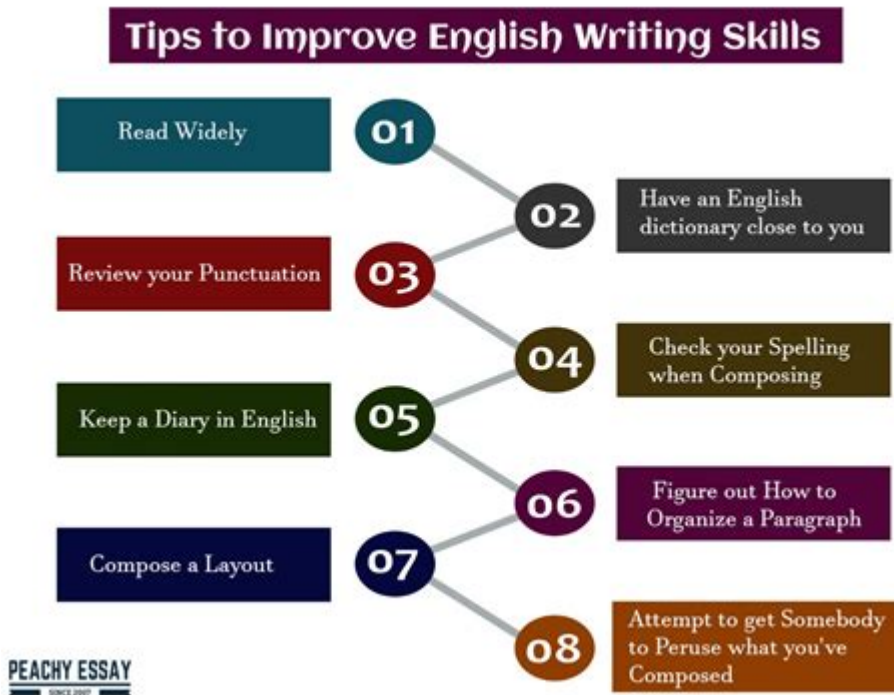 Tips to Improve English Writing Skills
Read Widely
01
02
Have an English
dictionary close to you
Review your Punctuation
03
04
Check your Spelling
when Composing
Keep a Diary in English
05
06
Figure out How to
Organize a Paragraph
Compose a Layout
07
08
Attempt to get Somebody
to Peruse what you've
Composed
PEACHY ESSAY
SINCE 2007